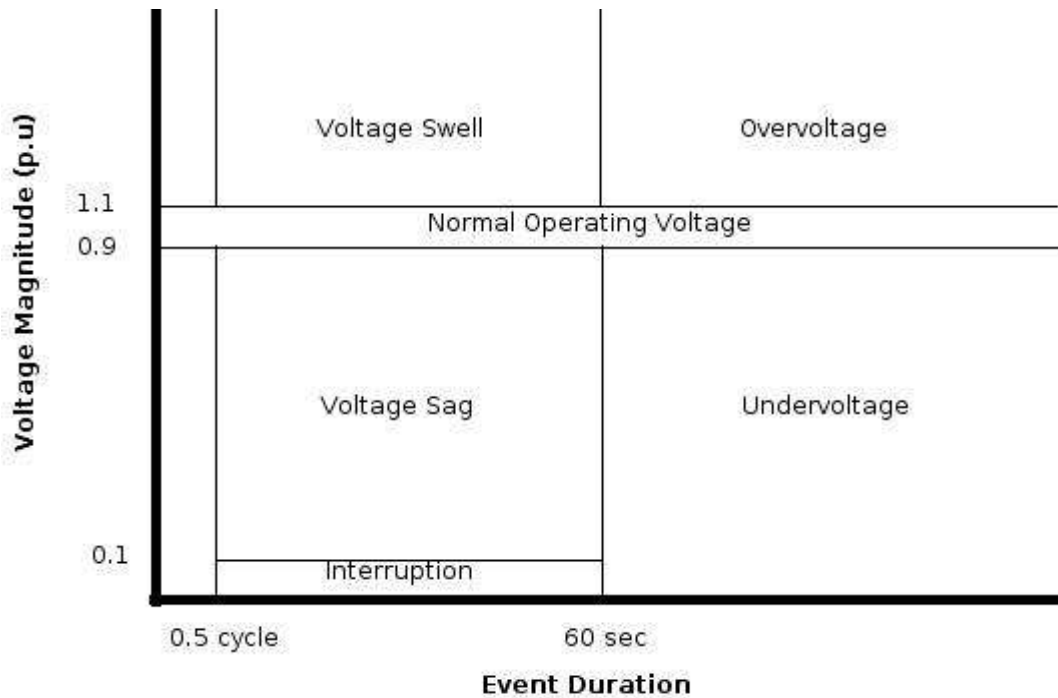 Voltage Swell
Overvoltage
Voltage Magnitude (p.u)
1.1
Normal Operating Voltage
0.9
Voltage Sag
Undervoltage
0.1
Interruption
0.5 cycle
60 sec
Event Duration